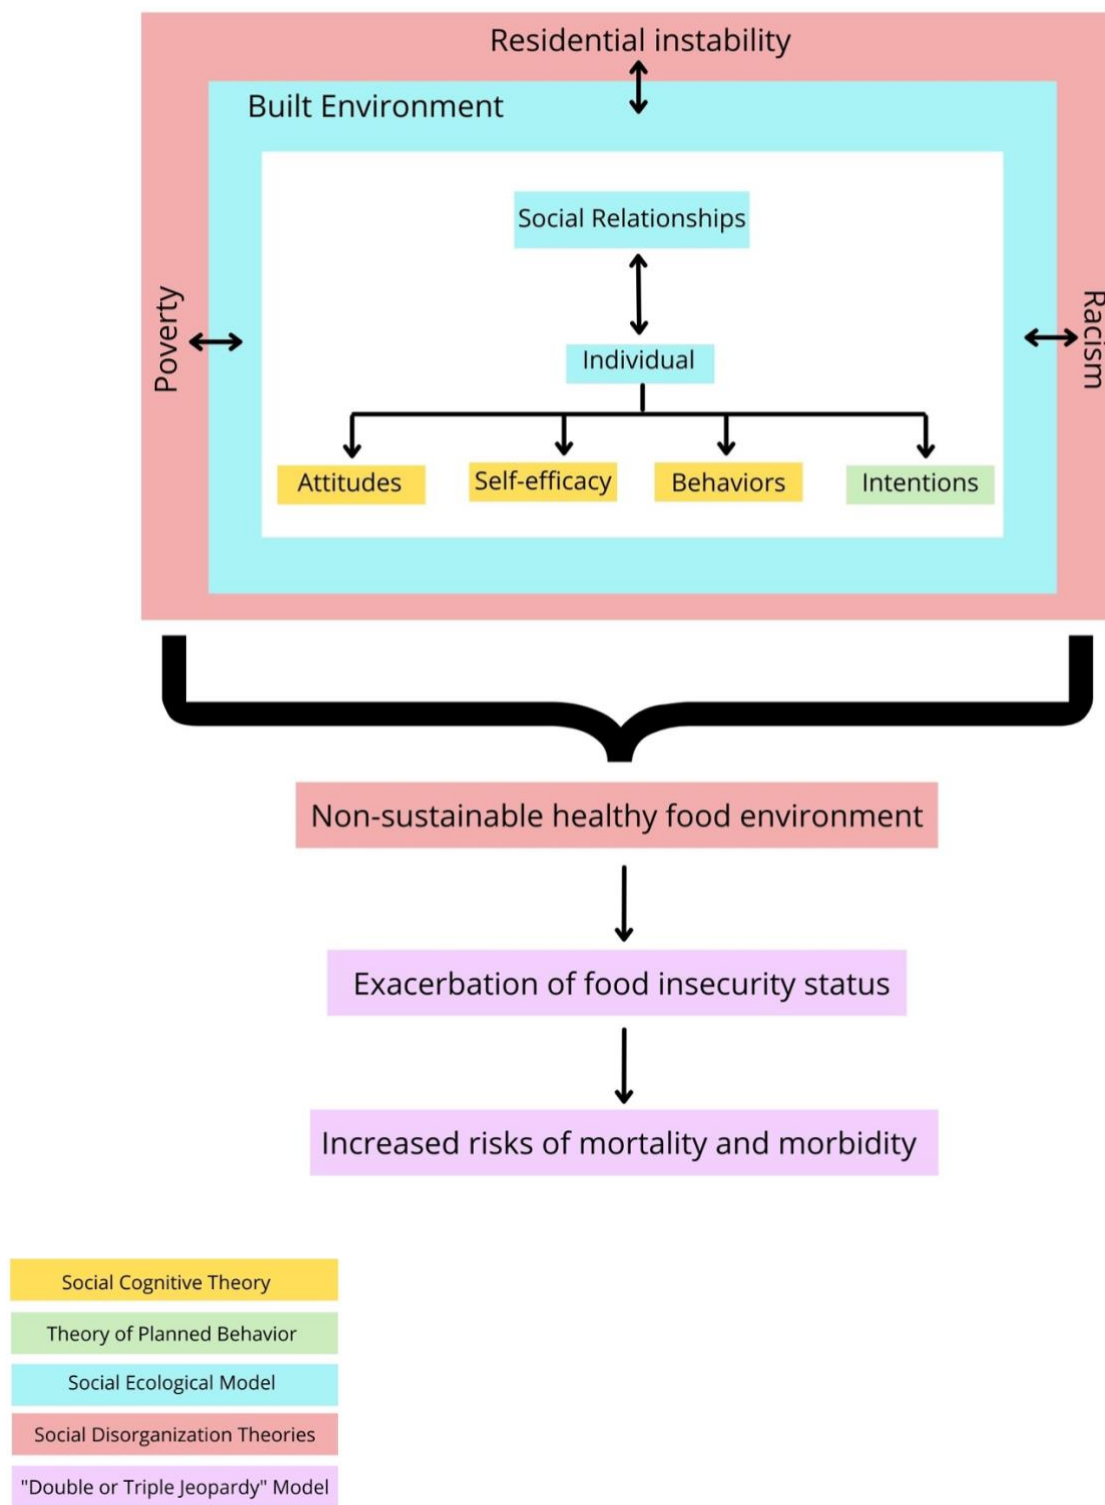 Residential instability
Built Environment
Social Relationships
Poverty
Racism
Individual
Attitudes
Self-efficacy
Behaviors
Intentions
Non-sustainable healthy food environment
Exacerbation of food insecurity status
Increased risks of mortality and morbidity
Social Cognitive Theory
Theory of Planned Behavior
Social Ecological Model
Social Disorganization Theories
"Double or Triple Jeopardy" Model